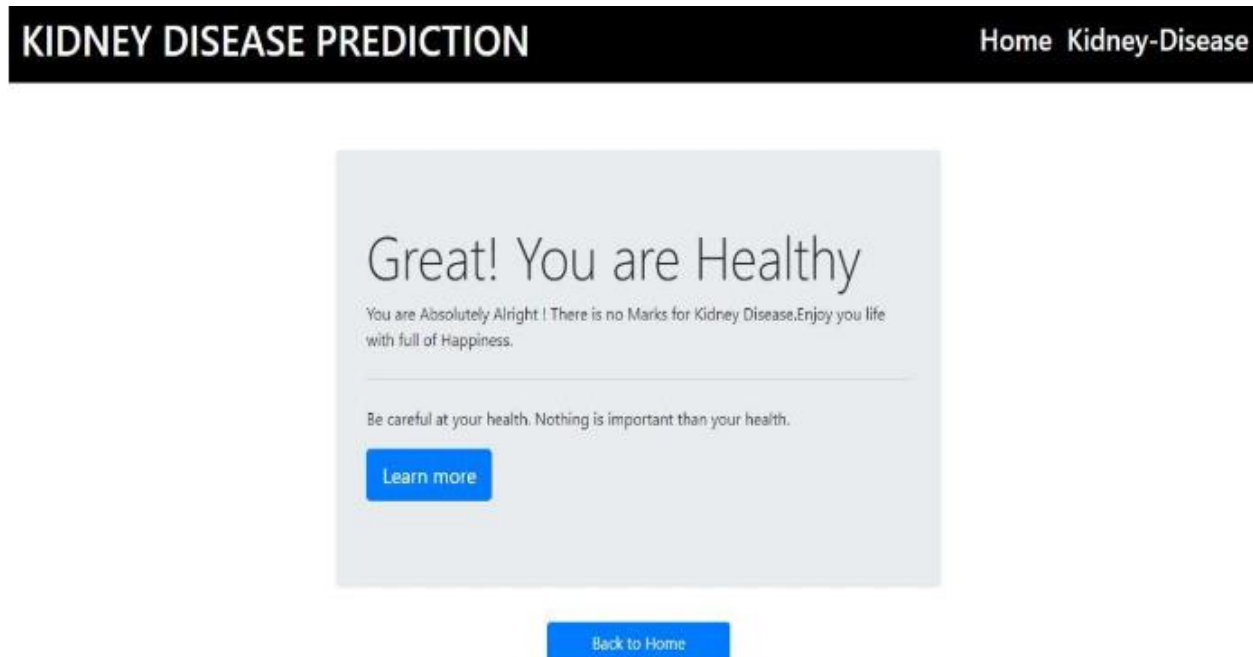 KIDNEY DISEASE PREDICTION
Home Kidney-Disease
Great! You are Healthy
You are Absolutely Alright ! There is no Marks for Kidney Disease.Enjoy you life
with full of Happiness.
Be careful at your health. Nothing is important than your health.
Learn more
Back to Home